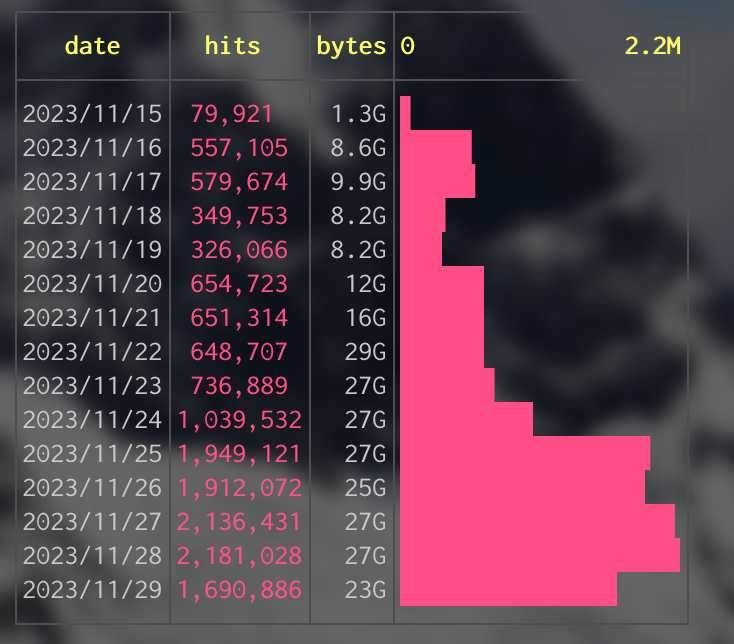 date hits bytes 0 2.2M
2023/11/15 79,921 1.3G
2023/11/16 557,105 8.6G
2023/11/17 579,674 9.9G
2023/11/18 349,753 8.2G
2023/11/19 326,066 8.2G
2023/11/20 654,723 12G
2023/11/21 651,314 16G
2023/11/22 648,707 29G
2023/11/23 736,889 27G
2023/11/24 1,039,532 27G
2023/11/25 1,949,121 27G
2023/11/26 1,912,072 25G
2023/11/27 2,136,431 27G
2023/11/28 2,181,028 27G
2023/11/29 1,690,886 23G